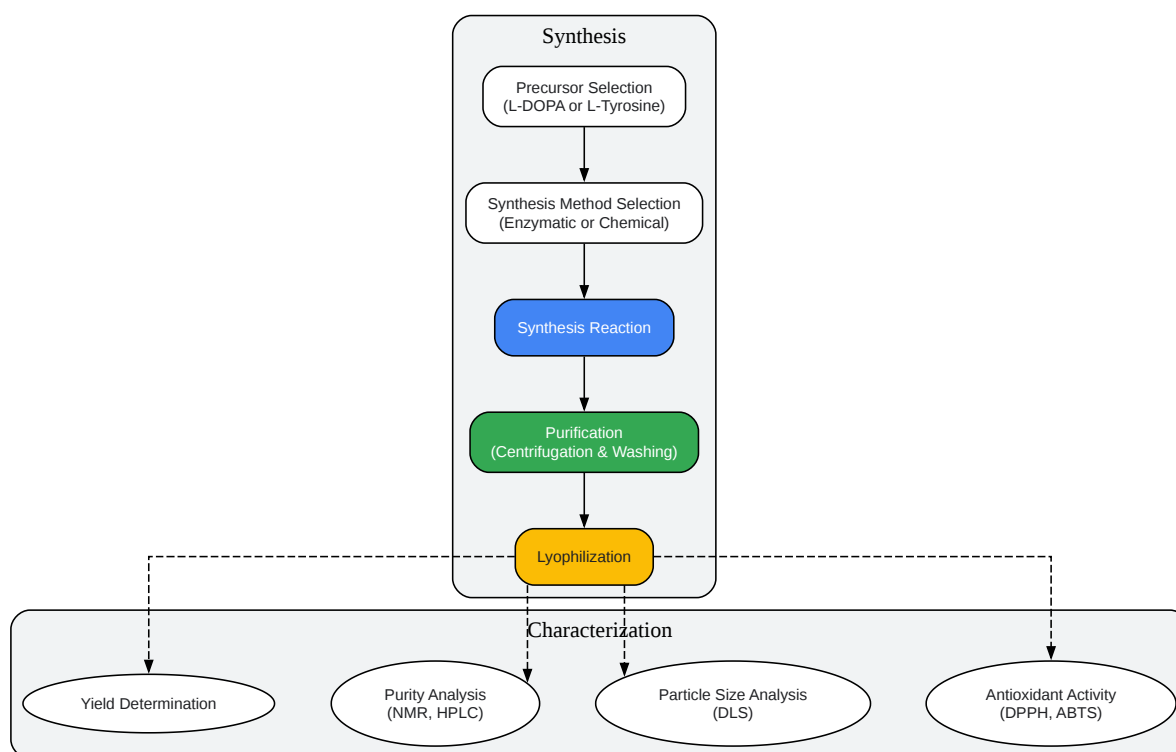 Synthesis
Precursor Selection
(L-DOPA or L-Tyrosine)
Synthesis Method Selection
(Enzymatic or Chemical)
Synthesis Reaction
Purification
(Centrifugation & Washing)
Lyophilization
Characterization
Yield Determination
Purity Analysis
(NMR, HPLC)
Particle Size Analysis
(DLS)
Antioxidant Activity
(DPPH, ABTS)